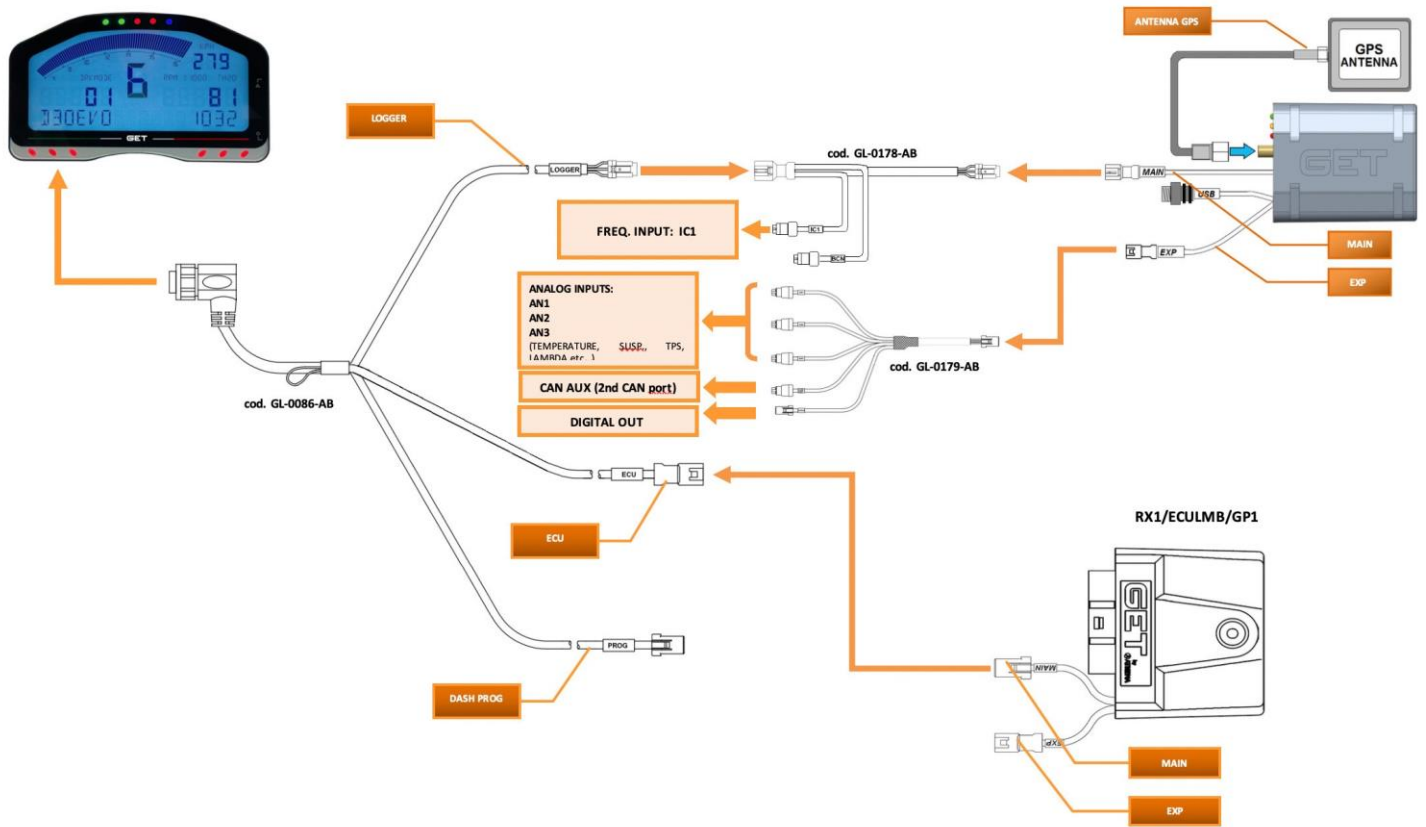 ANTENNA GPS
GPS
ANTENNA
279
6
01
81
D30EVO
1032
GET
LOGGER
LOGGER
cod. GL-0178-AB
MAIN
USB
GET
FREQ. INPUT: IC1
IC1
BCN
EXP
MAIN
EXP
ANALOG INPUTS:
AN1
AN2
AN3
(TEMPERATURE, SUSP., TPS,
LAMBDA etc..)
cod. GL-0179-AB
CAN AUX (2nd CAN port)
DIGITAL OUT
cod. GL-0086-AB
ECU
ECU
RX1/ECULMB/GP1
GET
MAIN
EXP
PROG
DASH PROG
MAIN
EXP